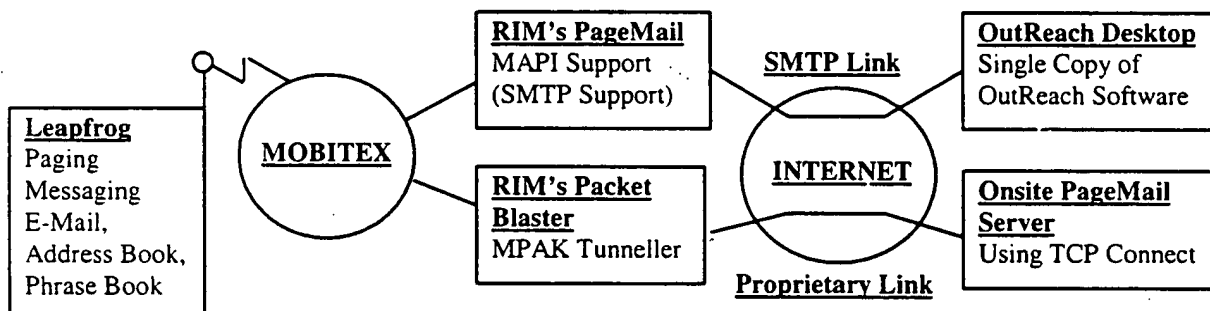 Leapfrog
Paging
Messaging
E-Mail,
Address Book,
Phrase Book
MOBITEX
RIM's PageMail
MAPI Support
(SMTP Support)
RIM's Packet
Blaster
MPAK Tunneller
SMTP Link
INTERNET
Proprietary Link
OutReach Desktop
Single Copy of
OutReach Software
Onsite PageMail
Server
Using TCP Connect